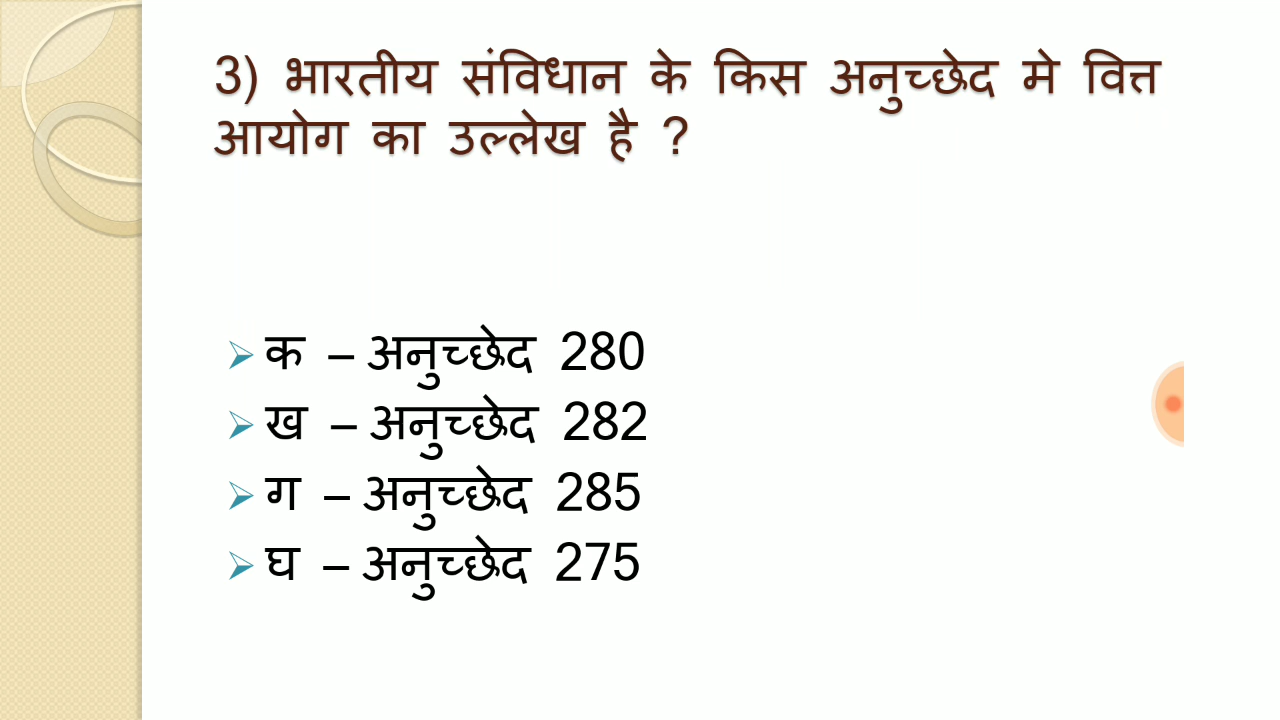 3) भारतीय संविधान के किस अनुच्छेद मे वित्त
आयोग का उल्लेख है ?
क – अनुच्छेद 280
ख – अनुच्छेद 282
ग – अनुच्छेद 285
घ – अनुच्छेद 275